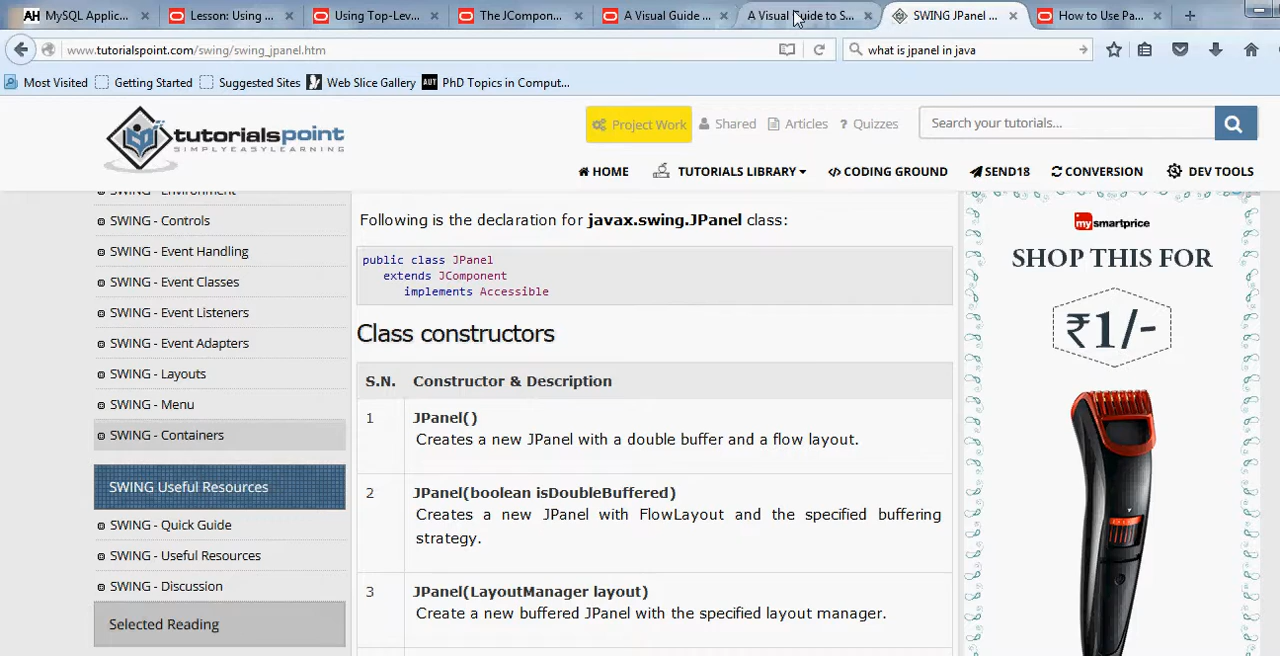 MySQL Applic...
Lesson: Using ...
Using Top-Lev...
The JCompon...
A Visual Guide ...
A Visual Guide to S...
SWING JPanel ...
How to Use Pa...
www.tutorialspoint.com/swing/swing_jpanel.htm
what is jpanel in java
Most Visited
Getting Started
Suggested Sites
Web Slice Gallery
AUT
PhD Topics in Comput...
tutorialspoint
SIMPLYEASYLEARNING
Project Work
Shared
Articles
? Quizzes
Search your tutorials...
HOME
TUTORIALS LIBRARY
</> CODING GROUND
SEND18
CONVERSION
DEV TOOLS
SWING - Environment
SWING - Controls
SWING - Event Handling
SWING - Event Classes
SWING - Event Listeners
SWING - Event Adapters
SWING - Layouts
SWING - Menu
SWING - Containers
SWING Useful Resources
SWING - Quick Guide
SWING - Useful Resources
SWING - Discussion
Selected Reading
Following is the declaration for javax.swing.JPanel class:
public class JPanel
extends JComponent
implements Accessible
Class constructors
S.N. Constructor & Description
1 JPanel()
Creates a new JPanel with a double buffer and a flow layout.
2 JPanel(boolean isDoubleBuffered)
Creates a new JPanel with FlowLayout and the specified buffering
strategy.
3 JPanel(LayoutManager layout)
Create a new buffered JPanel with the specified layout manager.
my smartprice
SHOP THIS FOR
₹1/-